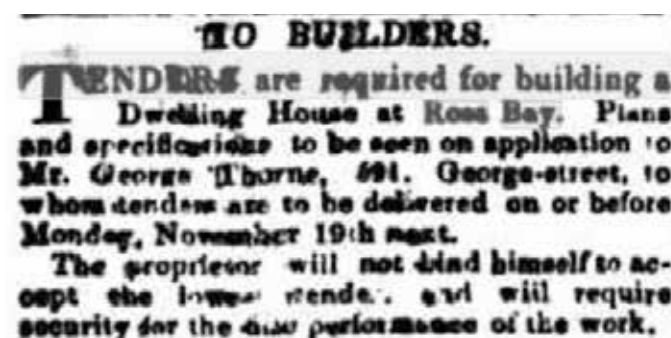 TO BUILDERS.
TENDERS are required for building a
Dwelling House at Rose Bay. Plans
and specifications to be seen on application to
Mr. George Thorne, George-street, to
whom tenders are to be delivered on or before
Monday, November 19th next.
The proprietor will not bind himself to ac-
cept the lowest tender, and will require
security for the due performance of the work.